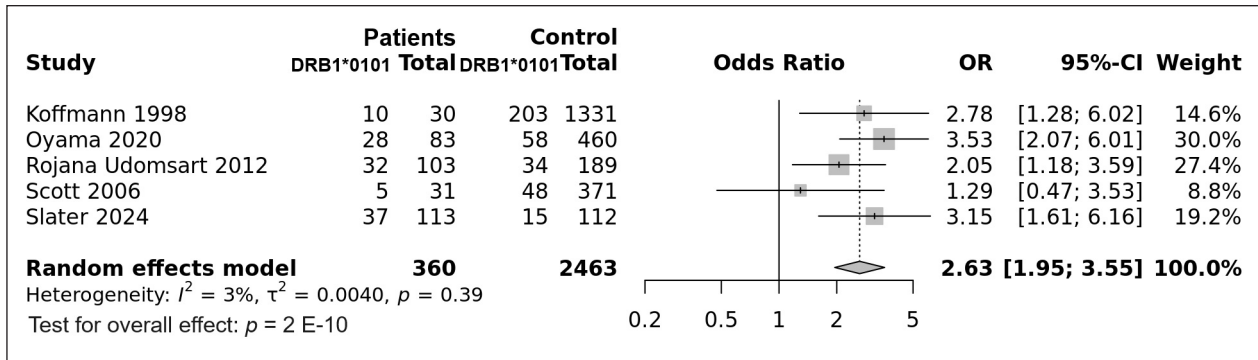 Patients Control
Study DRB1*0101 Total DRB1*0101 Total Odds Ratio OR 95%-CI Weight
Koffmann 1998 10 30 203 1331 2.78 [1.28; 6.02] 14.6%
Oyama 2020 28 83 58 460 3.53 [2.07; 6.01] 30.0%
Rojana Udomsart 2012 32 103 34 189 2.05 [1.18; 3.59] 27.4%
Scott 2006 5 31 48 371 1.29 [0.47; 3.53] 8.8%
Slater 2024 37 113 15 112 3.15 [1.61; 6.16] 19.2%
Random effects model 360 2463 2.63 [1.95; 3.55] 100.0%
Heterogeneity: I² = 3%, τ² = 0.0040, p = 0.39
Test for overall effect: p = 2 E-10
0.2 0.5 1 2 5